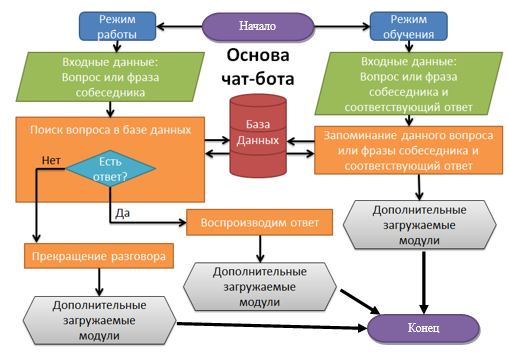 Режим
работы
Начало
Режим
обучения
Входные данные:
Вопрос или фраза
собеседника
Основа
чат-бота
Входные данные:
Вопрос или фраза
собеседника и
соответствующий ответ
Поиск вопроса в базе данных
База
Данных
Запоминание данного вопроса
или фразы собеседника и
соответствующий ответ
Нет
Есть
ответ?
Да
Воспроизводим ответ
Дополнительные
загружаемые
модули
Прекращение разговора
Дополнительные
загружаемые
модули
Дополнительные
загружаемые
модули
Конец